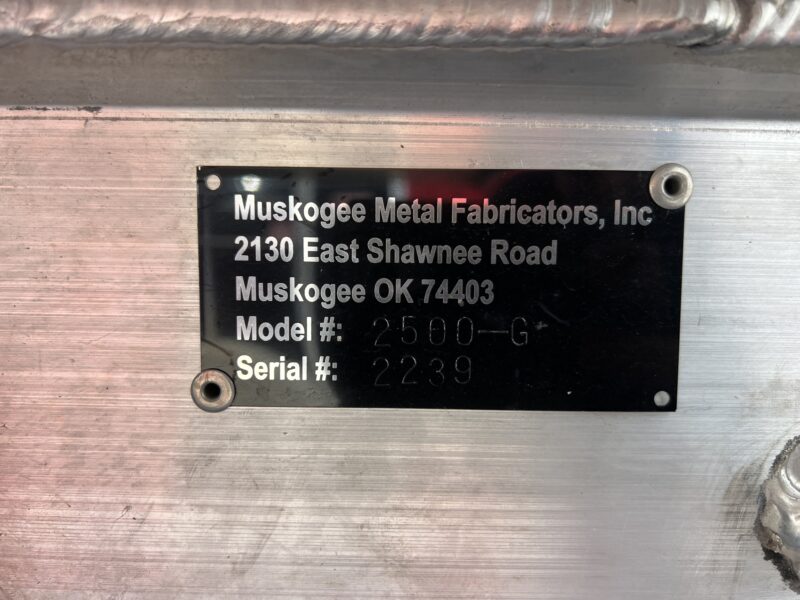 Muskogee Metal Fabricators, Inc
2130 East Shawnee Road
Muskogee OK 74403
Model #: 2500-G
Serial #: 2239